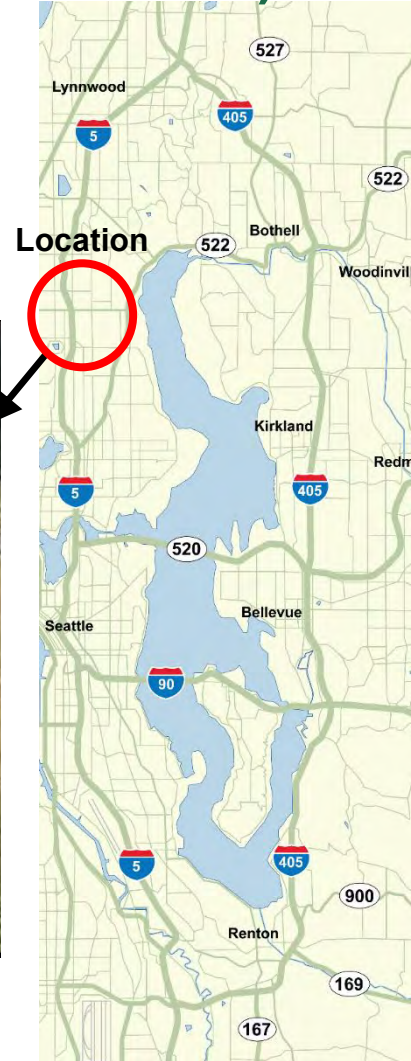 527
Lynnwood
405
5
522
Location
522
Bothell
Woodinvil
Kirkland
Redm
5
405
520
Bellevue
Seattle
90
5
405
900
Renton
169
167